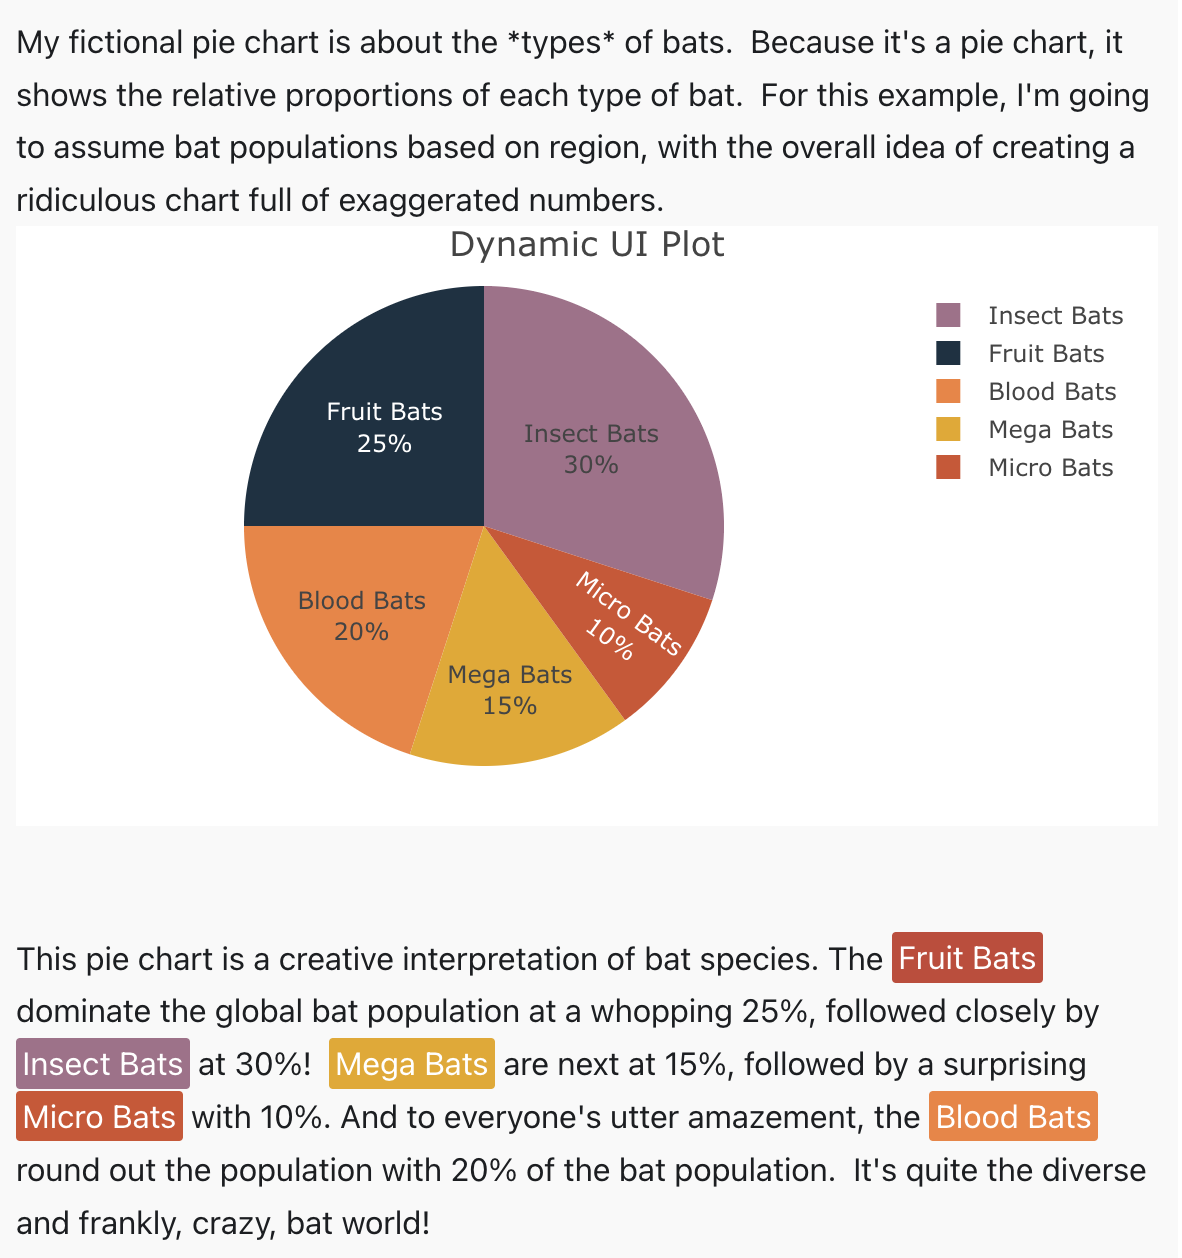 My fictional pie chart is about the *types* of bats.  Because it's a pie chart, it
shows the relative proportions of each type of bat.  For this example, I'm going
to assume bat populations based on region, with the overall idea of creating a
ridiculous chart full of exaggerated numbers.
Dynamic UI Plot
Insect Bats
Fruit Bats
Blood Bats
Mega Bats
Micro Bats
Fruit Bats
25%
Insect Bats
30%
Blood Bats
20%
Micro Bats
10%
Mega Bats
15%
This pie chart is a creative interpretation of bat species. The Fruit Bats
dominate the global bat population at a whopping 25%, followed closely by
Insect Bats at 30%!  Mega Bats are next at 15%, followed by a surprising
Micro Bats with 10%. And to everyone's utter amazement, the Blood Bats
round out the population with 20% of the bat population.  It's quite the diverse
and frankly, crazy, bat world!